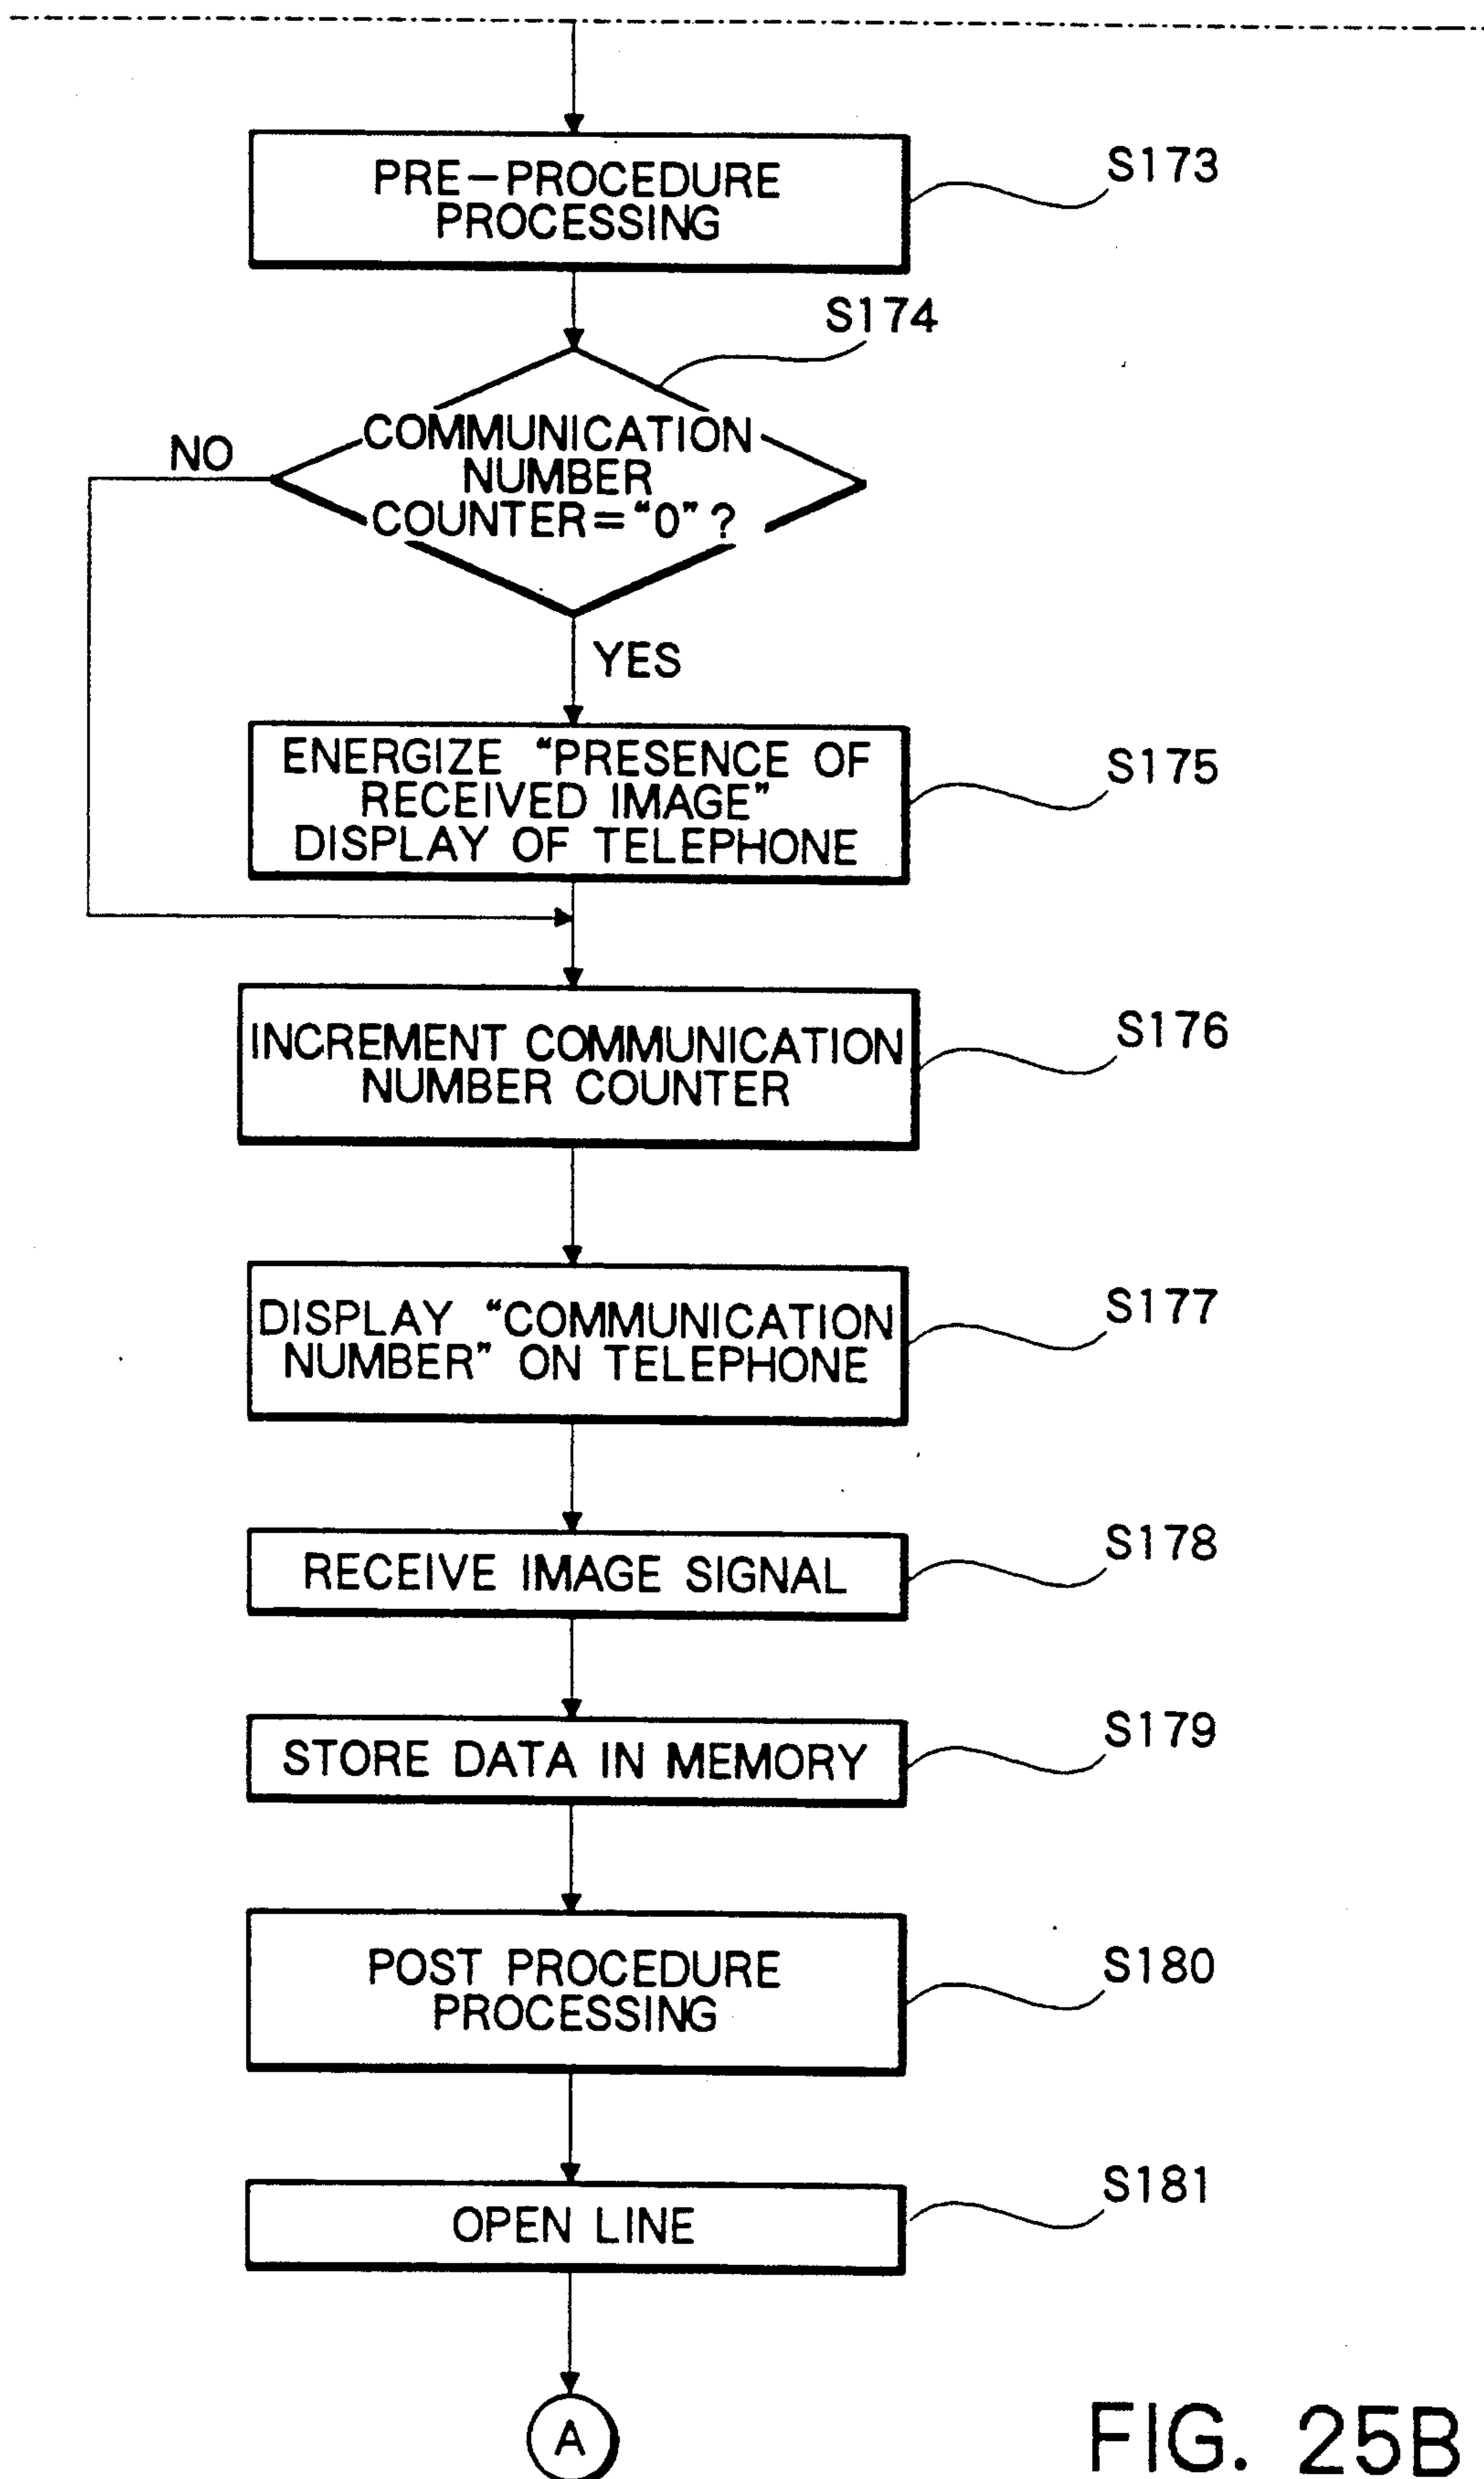 PRE-PROCEDURE
PROCESSING
S173
S174
COMMUNICATION
NUMBER
COUNTER="0"?
NO
YES
ENERGIZE "PRESENCE OF
RECEIVED IMAGE"
DISPLAY OF TELEPHONE
S175
INCREMENT COMMUNICATION
NUMBER COUNTER
S176
DISPLAY "COMMUNICATION
NUMBER" ON TELEPHONE
S177
RECEIVE IMAGE SIGNAL
S178
STORE DATA IN MEMORY
S179
POST PROCEDURE
PROCESSING
S180
OPEN LINE
S181
A
FIG. 25B